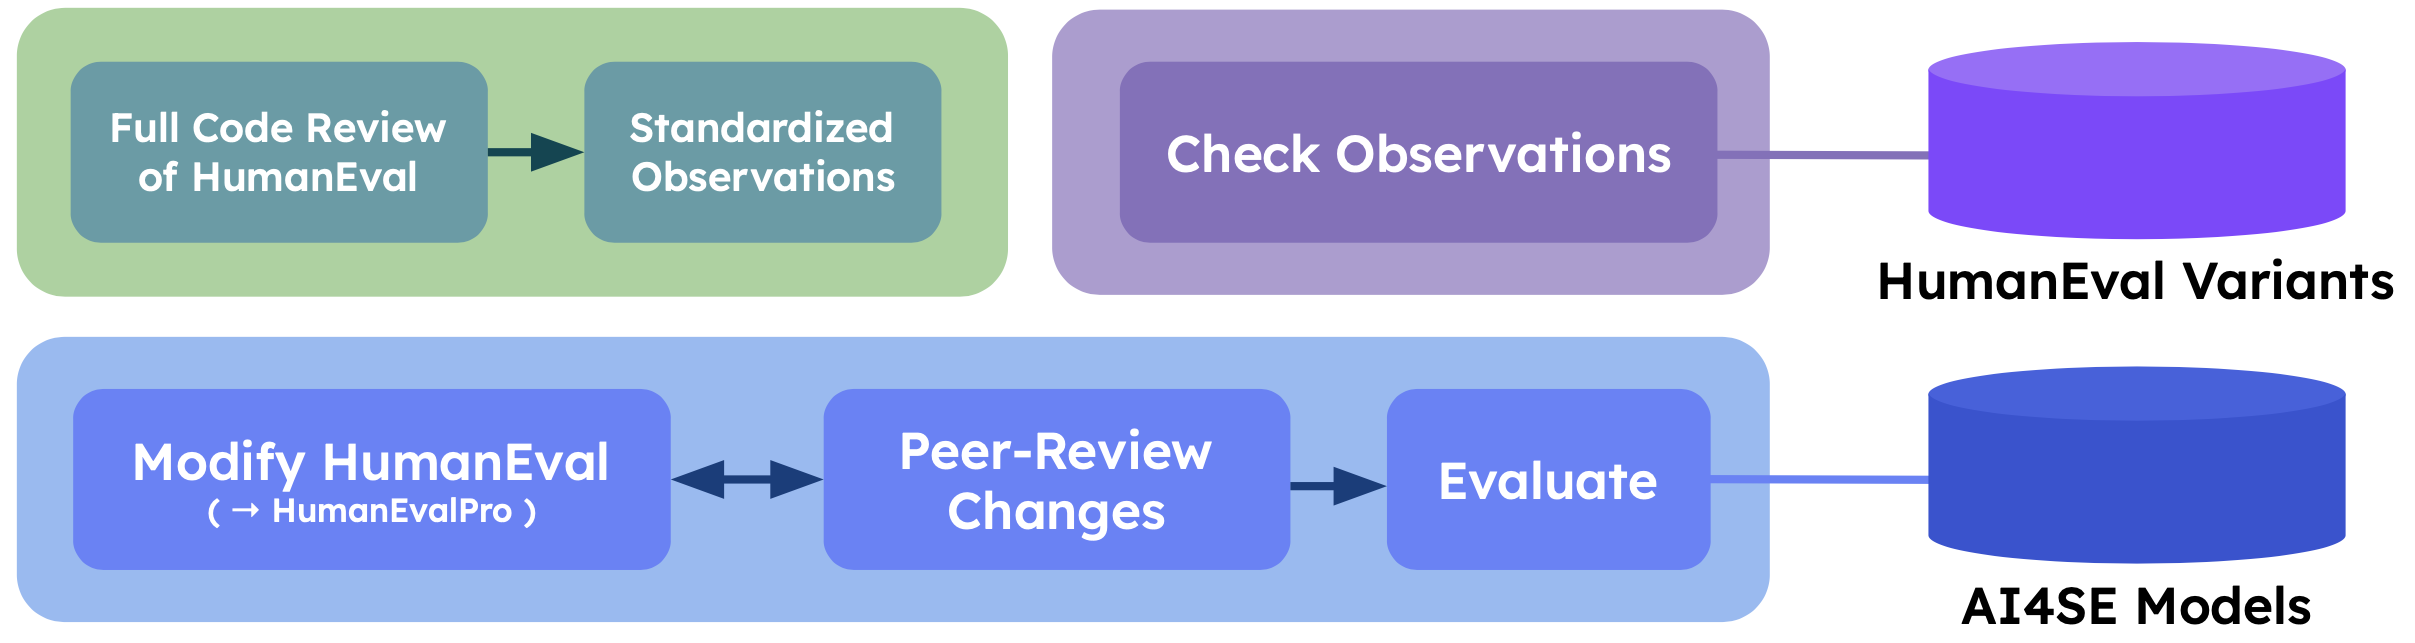 Full Code Review
of HumanEval
Standardized
Observations
Check Observations
HumanEval Variants
Modify HumanEval
( → HumanEvalPro )
Peer-Review
Changes
Evaluate
AI4SE Models